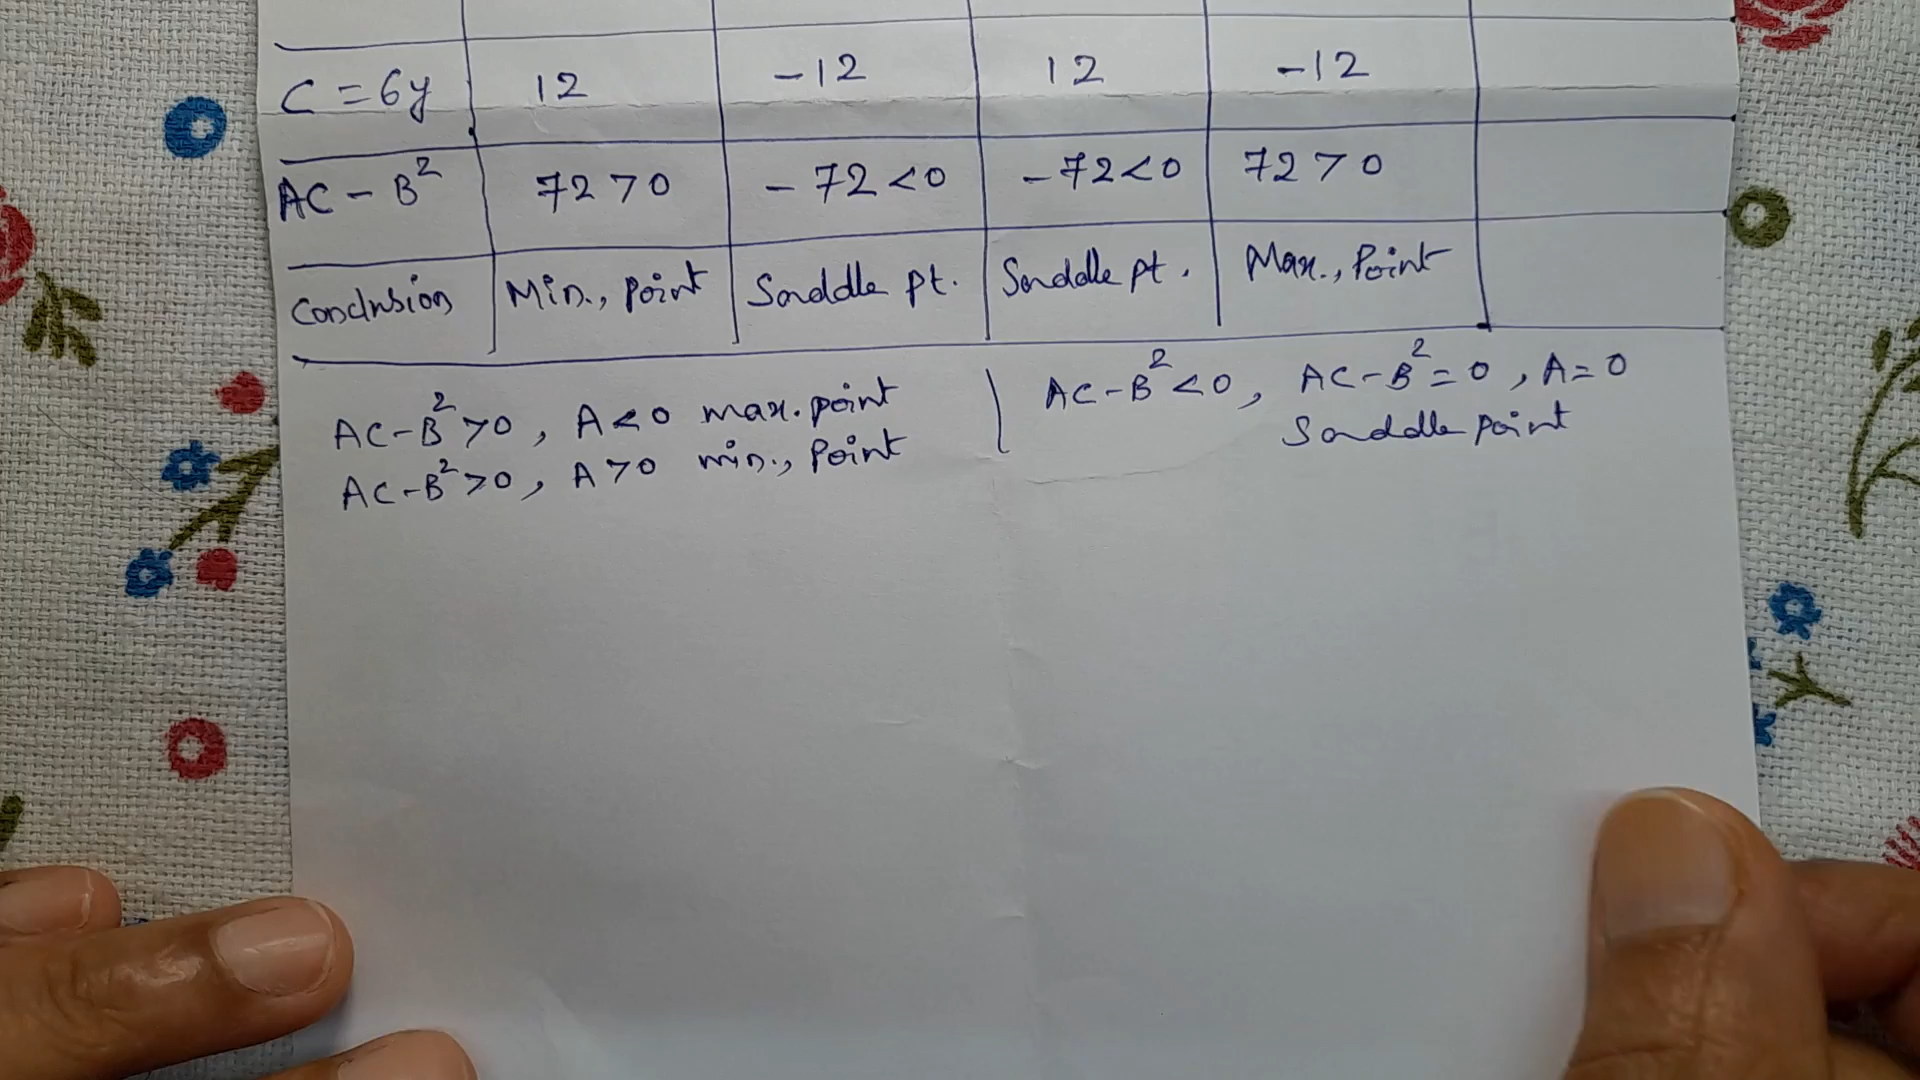 C = 6y 12 -12 12 -12
AC - B² 72 > 0 - 72 < 0 - 72 < 0 72 > 0
Conclusion Min., point Saddle pt. Saddle pt. Max., Point
AC - B² > 0, A < 0 max. point
AC - B² > 0, A > 0 min., Point
AC - B² < 0, AC - B² = 0, A = 0
Saddle point